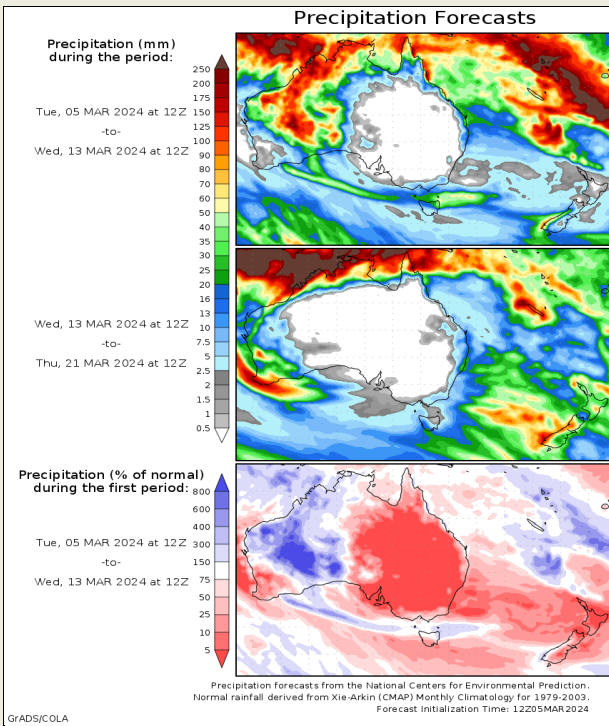 Precipitation Forecasts
Precipitation (mm)
during the period:
Tue, 05 MAR 2024 at 12Z
-to-
Wed, 13 MAR 2024 at 12Z
250
200
175
150
125
100
90
80
70
60
50
40
35
30
25
20
16
13
10
7.5
5
2.5
2
1.5
1
0.5
Wed, 13 MAR 2024 at 12Z
-to-
Thu, 21 MAR 2024 at 12Z
Precipitation (% of normal)
during the first period:
Tue, 05 MAR 2024 at 12Z
-to-
Wed, 13 MAR 2024 at 12Z
800
600
400
300
150
75
50
25
10
5
Precipitation forecasts from the National Centers for Environmental Prediction.
Normal rainfall derived from Xie-Arkin (CMAP) Monthly Climatology for 1979-2003.
Forecast Initialization Time: 12Z05MAR2024
GrADS/COLA